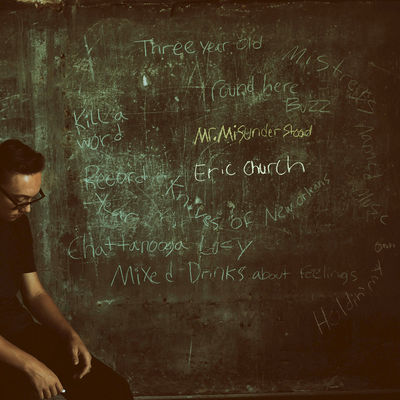 Three year old
Mistress
named
Music
Round here
Buzz
Kill a
word
Mr. Misunderstood
Eric Church
Record
Year
Knives of New Orleans
Chattanooga Lucy
Mixed Drinks about feelings
Holdin my
own